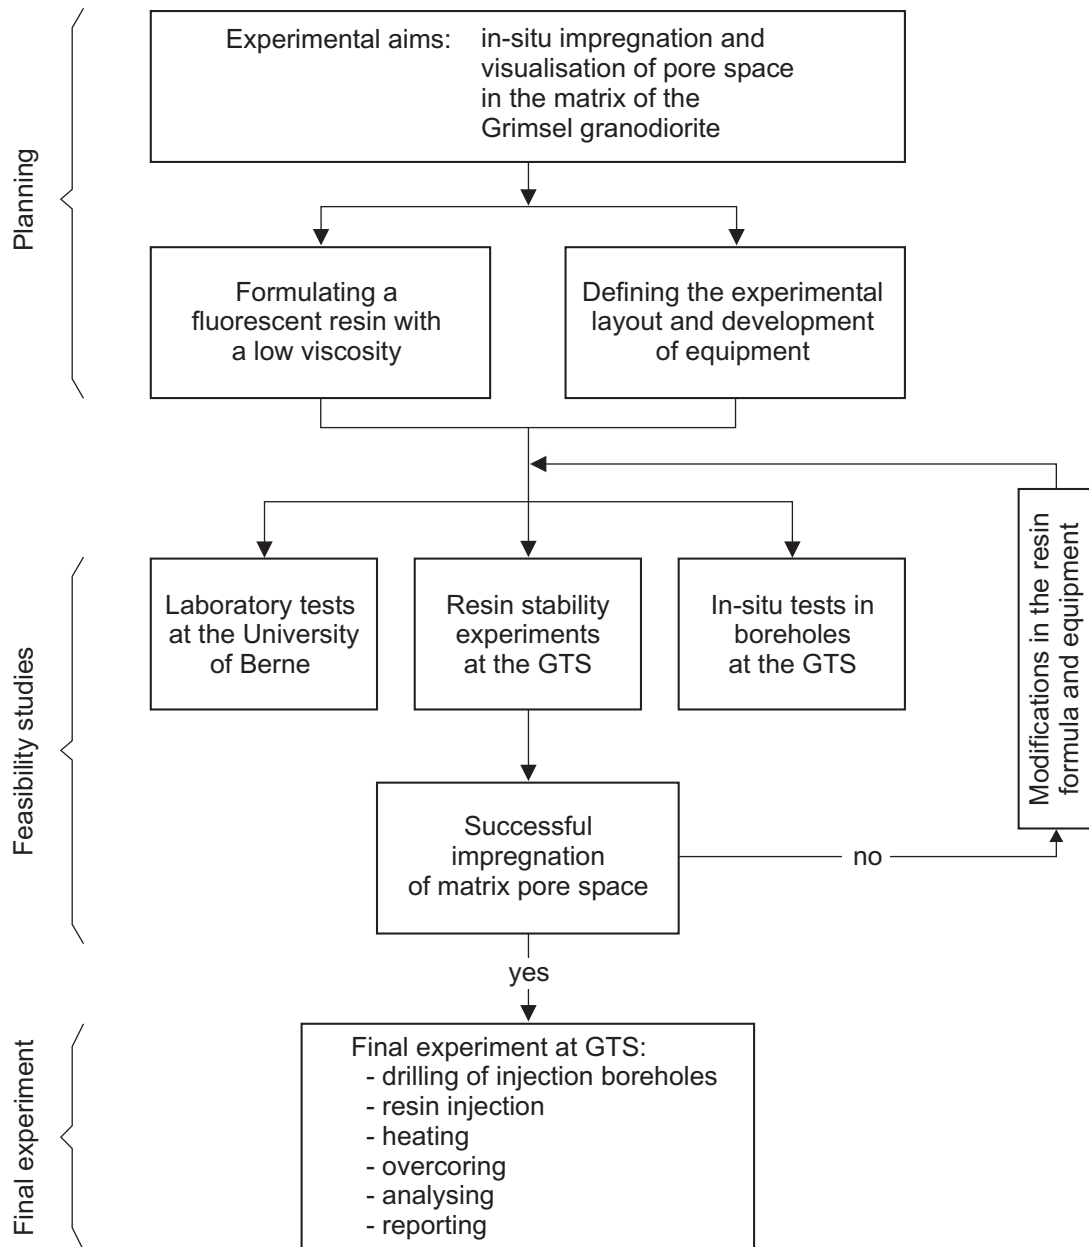 Planning
Experimental aims: in-situ impregnation and
visualisation of pore space
in the matrix of the
Grimsel granodiorite
Formulating a
fluorescent resin with
a low viscosity
Defining the experimental
layout and development
of equipment
Feasibility studies
Laboratory tests
at the University
of Berne
Resin stability
experiments
at the GTS
In-situ tests in
boreholes
at the GTS
Modifications in the resin
formula and equipment
Successful
impregnation
of matrix pore space
no
yes
Final experiment
Final experiment at GTS:
- drilling of injection boreholes
- resin injection
- heating
- overcoring
- analysing
- reporting